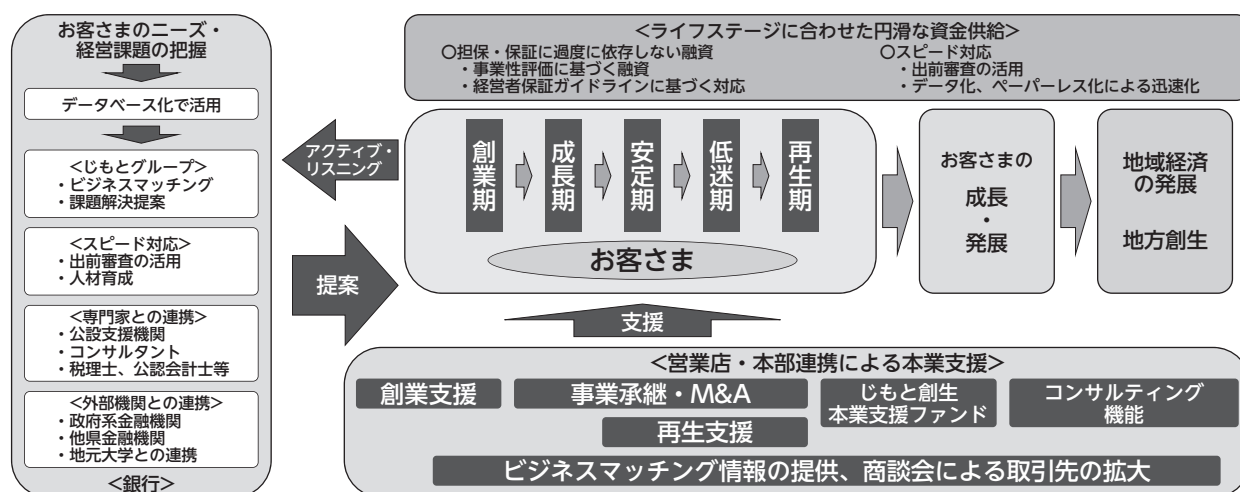 お客さまのニーズ・
経営課題の把握
データベース化で活用
<じもとグループ>
・ビジネスマッチング
・課題解決提案
<スピード対応>
・出前審査の活用
・人材育成
<専門家との連携>
・公設支援機関
・コンサルタント
・税理士、公認会計士等
<外部機関との連携>
・政府系金融機関
・他県金融機関
・地元大学との連携
<銀行>
アクティブ・
リスニング
提案
<ライフステージに合わせた円滑な資金供給>
○担保・保証に過度に依存しない融資
・事業性評価に基づく融資
・経営者保証ガイドラインに基づく対応
○スピード対応
・出前審査の活用
・データ化、ペーパーレス化による迅速化
創業期
成長期
安定期
低迷期
再生期
お客さま
お客さまの
成長
・
発展
地域経済
の発展
地方創生
支援
<営業店・本部連携による本業支援>
創業支援
事業承継・M&A
再生支援
じもと創生
本業支援ファンド
コンサルティング
機能
ビジネスマッチング情報の提供、商談会による取引先の拡大